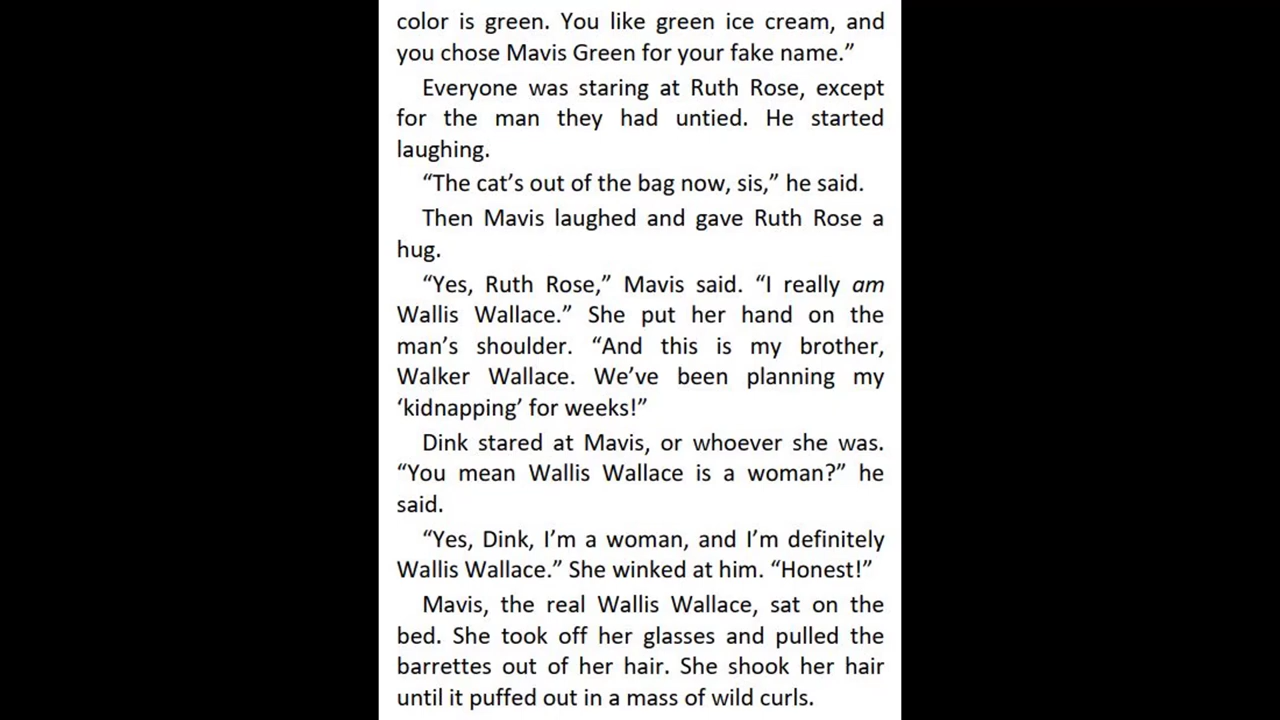 color is green. You like green ice cream, and
you chose Mavis Green for your fake name.”
Everyone was staring at Ruth Rose, except
for the man they had untied. He started
laughing.
“The cat’s out of the bag now, sis,” he said.
Then Mavis laughed and gave Ruth Rose a
hug.
“Yes, Ruth Rose,” Mavis said. “I really am
Wallis Wallace.” She put her hand on the
man’s shoulder. “And this is my brother,
Walker Wallace. We’ve been planning my
‘kidnapping’ for weeks!”
Dink stared at Mavis, or whoever she was.
“You mean Wallis Wallace is a woman?” he
said.
“Yes, Dink, I’m a woman, and I’m definitely
Wallis Wallace.” She winked at him. “Honest!”
Mavis, the real Wallis Wallace, sat on the
bed. She took off her glasses and pulled the
barrettes out of her hair. She shook her hair
until it puffed out in a mass of wild curls.